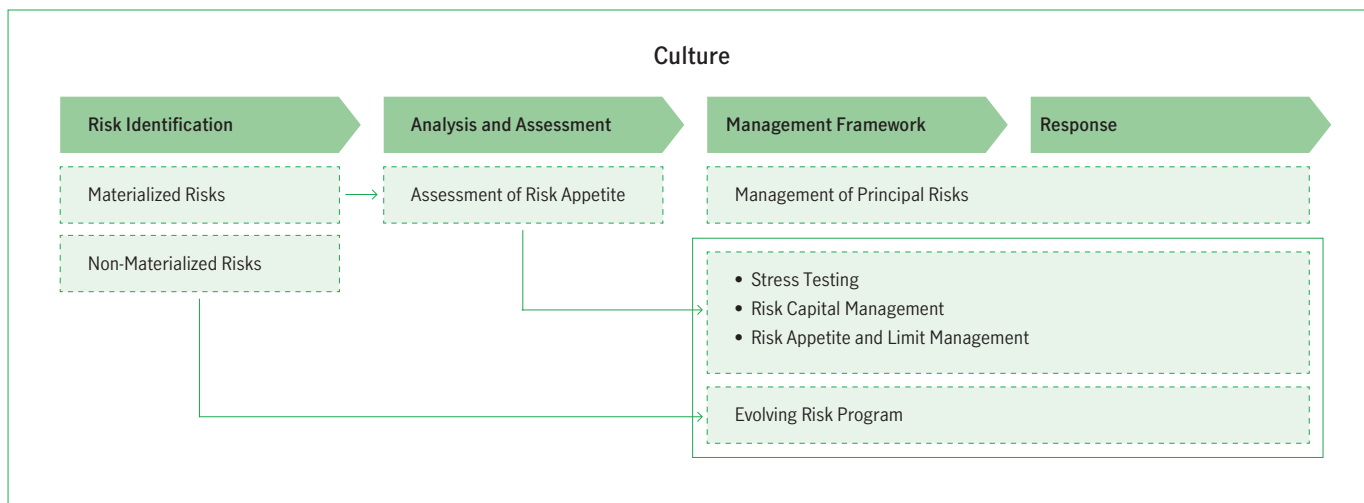 Culture
Risk Identification
Analysis and Assessment
Management Framework
Response
Materialized Risks
Assessment of Risk Appetite
Management of Principal Risks
Non-Materialized Risks
• Stress Testing
• Risk Capital Management
• Risk Appetite and Limit Management
Evolving Risk Program